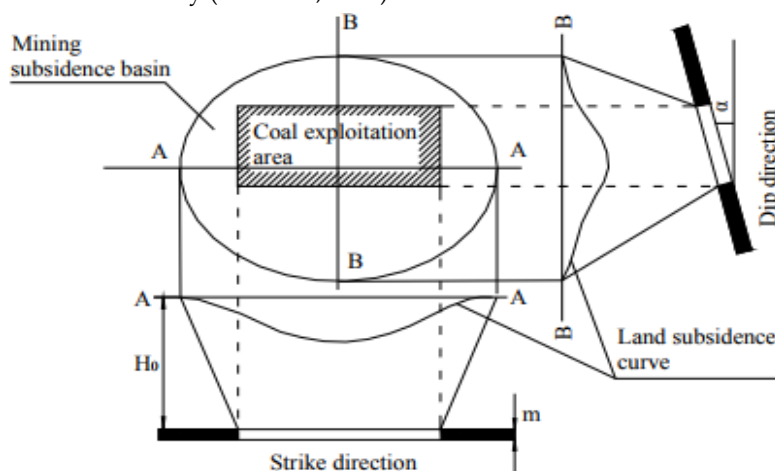 B
Mining
subsidence basin
B
Coal exploitation
area
A
A
α
Dip direction
B
A
A
B
Land subsidence
curve
H₀
m
Strike direction